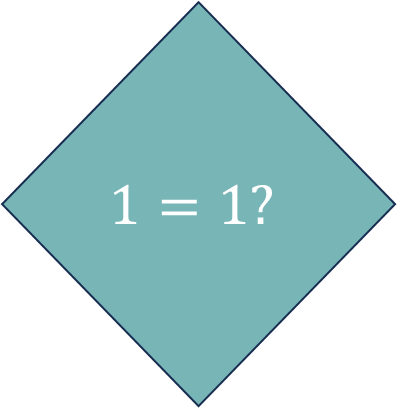 1 = 1?